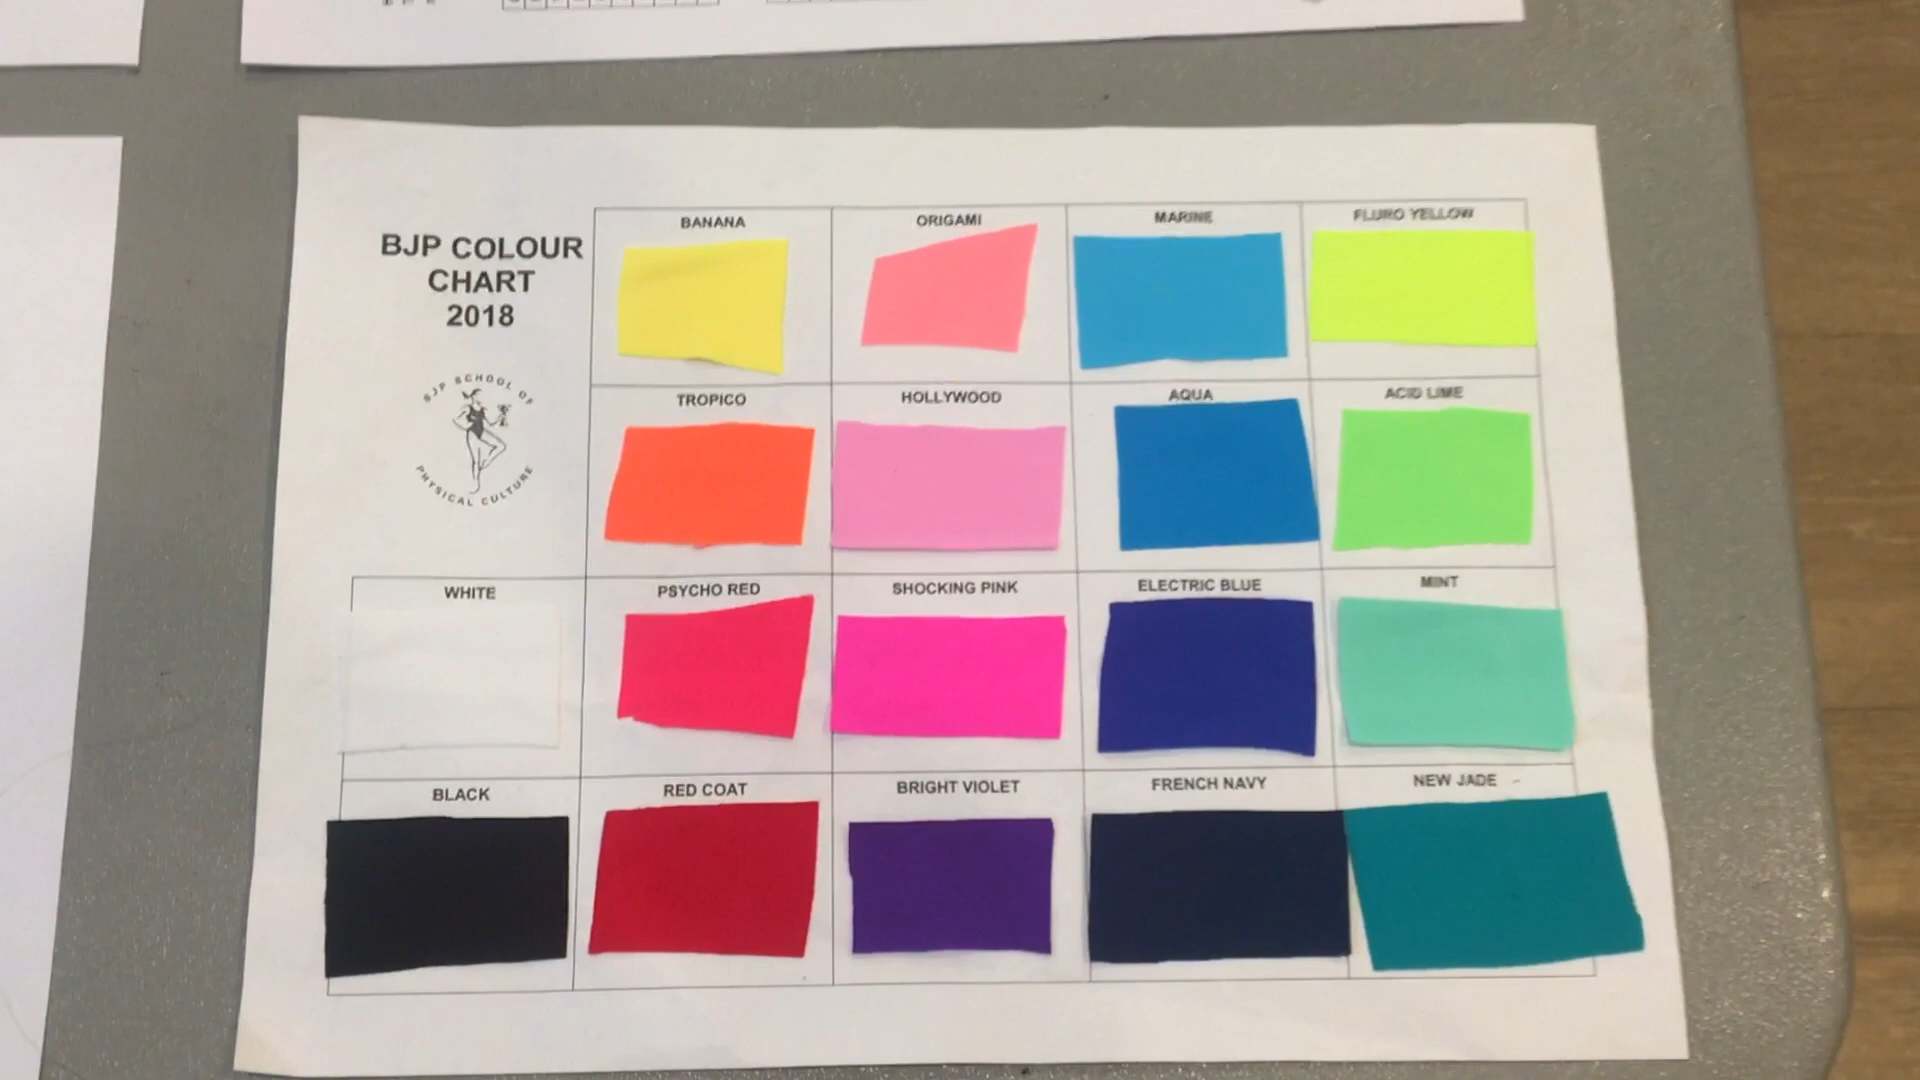 BJP COLOUR
CHART
2018
BJP SCHOOL OF
PHYSICAL CULTURE
BANANA
ORIGAMI
MARINE
FLURO YELLOW
TROPICO
HOLLYWOOD
AQUA
ACID LIME
WHITE
PSYCHO RED
SHOCKING PINK
ELECTRIC BLUE
MINT
BLACK
RED COAT
BRIGHT VIOLET
FRENCH NAVY
NEW JADE